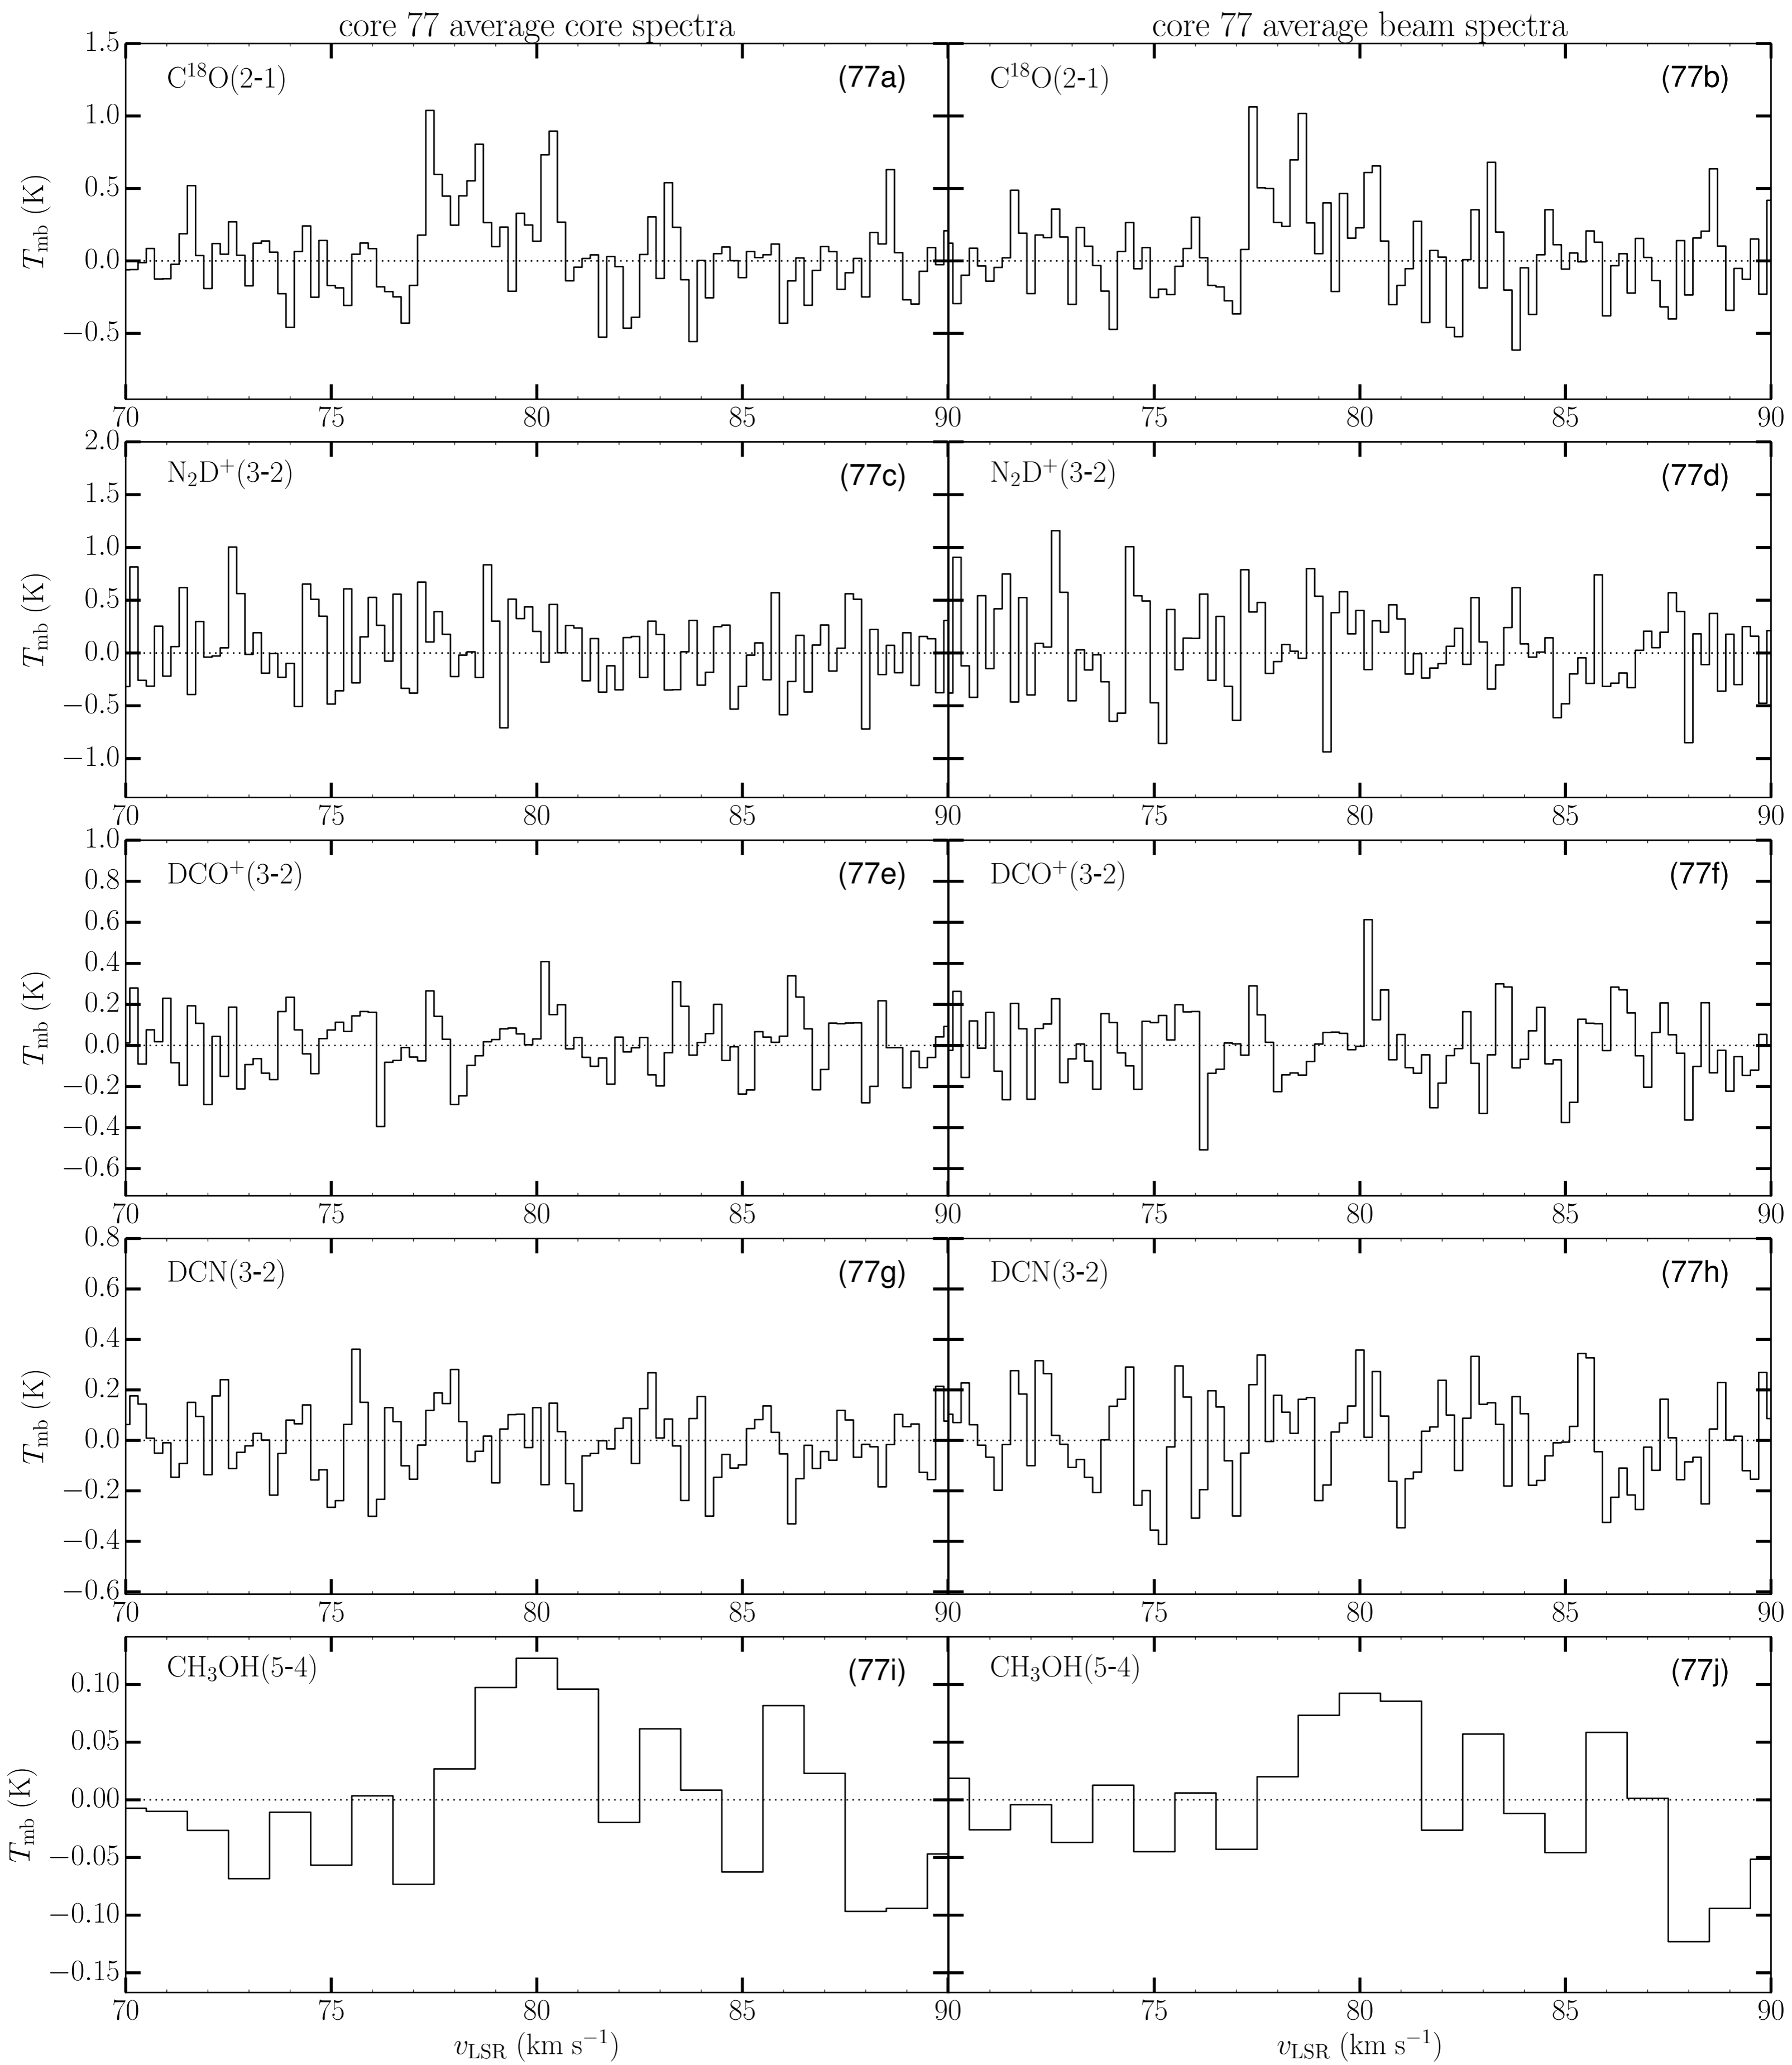 core 77 average core spectra
core 77 average beam spectra
1.5
1.0
0.5
0.0
−0.5
T_mb (K)
C¹⁸O(2-1)
(77a)
C¹⁸O(2-1)
(77b)
70 75 80 85 90 75 80 85 90
2.0
1.5
1.0
0.5
0.0
−0.5
−1.0
T_mb (K)
N₂D⁺(3-2)
(77c)
N₂D⁺(3-2)
(77d)
70 75 80 85 90 75 80 85 90
1.0
0.8
0.6
0.4
0.2
0.0
−0.2
−0.4
−0.6
T_mb (K)
DCO⁺(3-2)
(77e)
DCO⁺(3-2)
(77f)
70 75 80 85 90 75 80 85 90
0.8
0.6
0.4
0.2
0.0
−0.2
−0.4
−0.6
T_mb (K)
DCN(3-2)
(77g)
DCN(3-2)
(77h)
70 75 80 85 90 75 80 85 90
0.10
0.05
0.00
−0.05
−0.10
−0.15
T_mb (K)
CH₃OH(5-4)
(77i)
CH₃OH(5-4)
(77j)
70 75 80 85 90 75 80 85 90
v_LSR (km s⁻¹)
v_LSR (km s⁻¹)